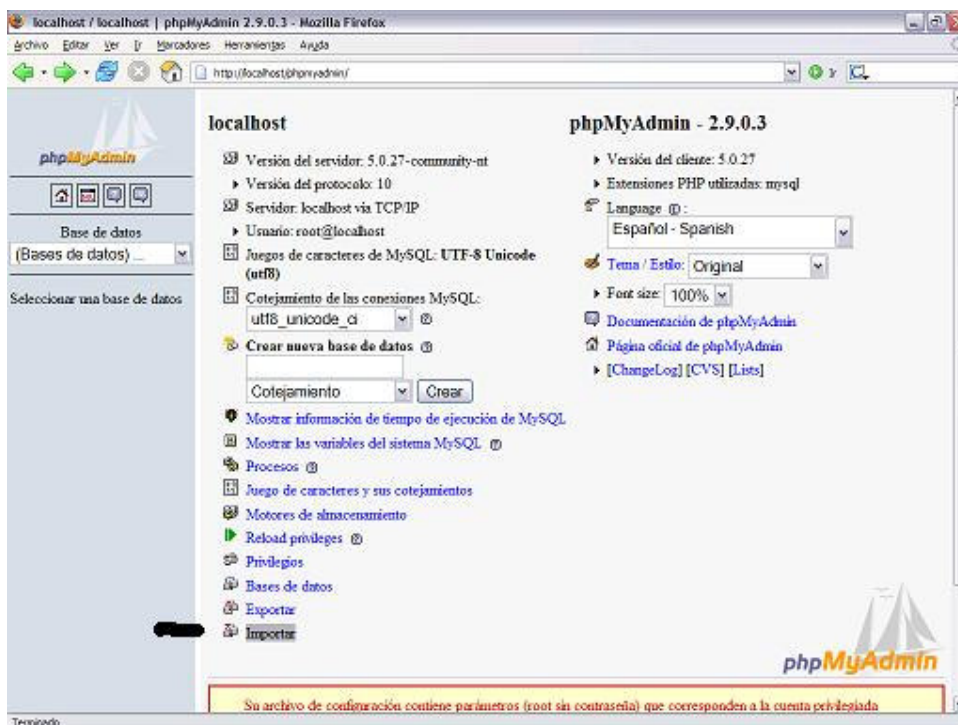 localhost / localhost | phpMyAdmin 2.9.0.3 - Mozilla Firefox
Archivo Editar Ver Ir Marcadores Herramientas Ayuda
http://localhost/phpmyadmin/
phpMyAdmin
Base de datos
(Bases de datos) ...
Seleccionar una base de datos
localhost
Versión del servidor: 5.0.27-community-nt
Versión del protocolo: 10
Servidor: localhost via TCP/IP
Usuario: root@localhost
Juegos de caracteres de MySQL: UTF-8 Unicode
(utf8)
Cotejamiento de las conexiones MySQL:
utf8_unicode_ci
Crear nueva base de datos
Cotejamiento
Crear
Mostrar información de tiempo de ejecución de MySQL
Mostrar las variables del sistema MySQL
Procesos
Juego de caracteres y sus cotejamientos
Motores de almacenamiento
Reload privileges
Privilegios
Bases de datos
Exportar
Importar
phpMyAdmin - 2.9.0.3
Versión del cliente: 5.0.27
Extensiones PHP utilizadas: mysql
Language :
Español - Spanish
Tema / Estilo: Original
Font size: 100%
Documentación de phpMyAdmin
Página oficial de phpMyAdmin
[ChangeLog] [CVS] [Lists]
phpMyAdmin
Su archivo de configuración contiene parámetros (root sin contraseña) que corresponden a la cuenta privilegiada
Terminado